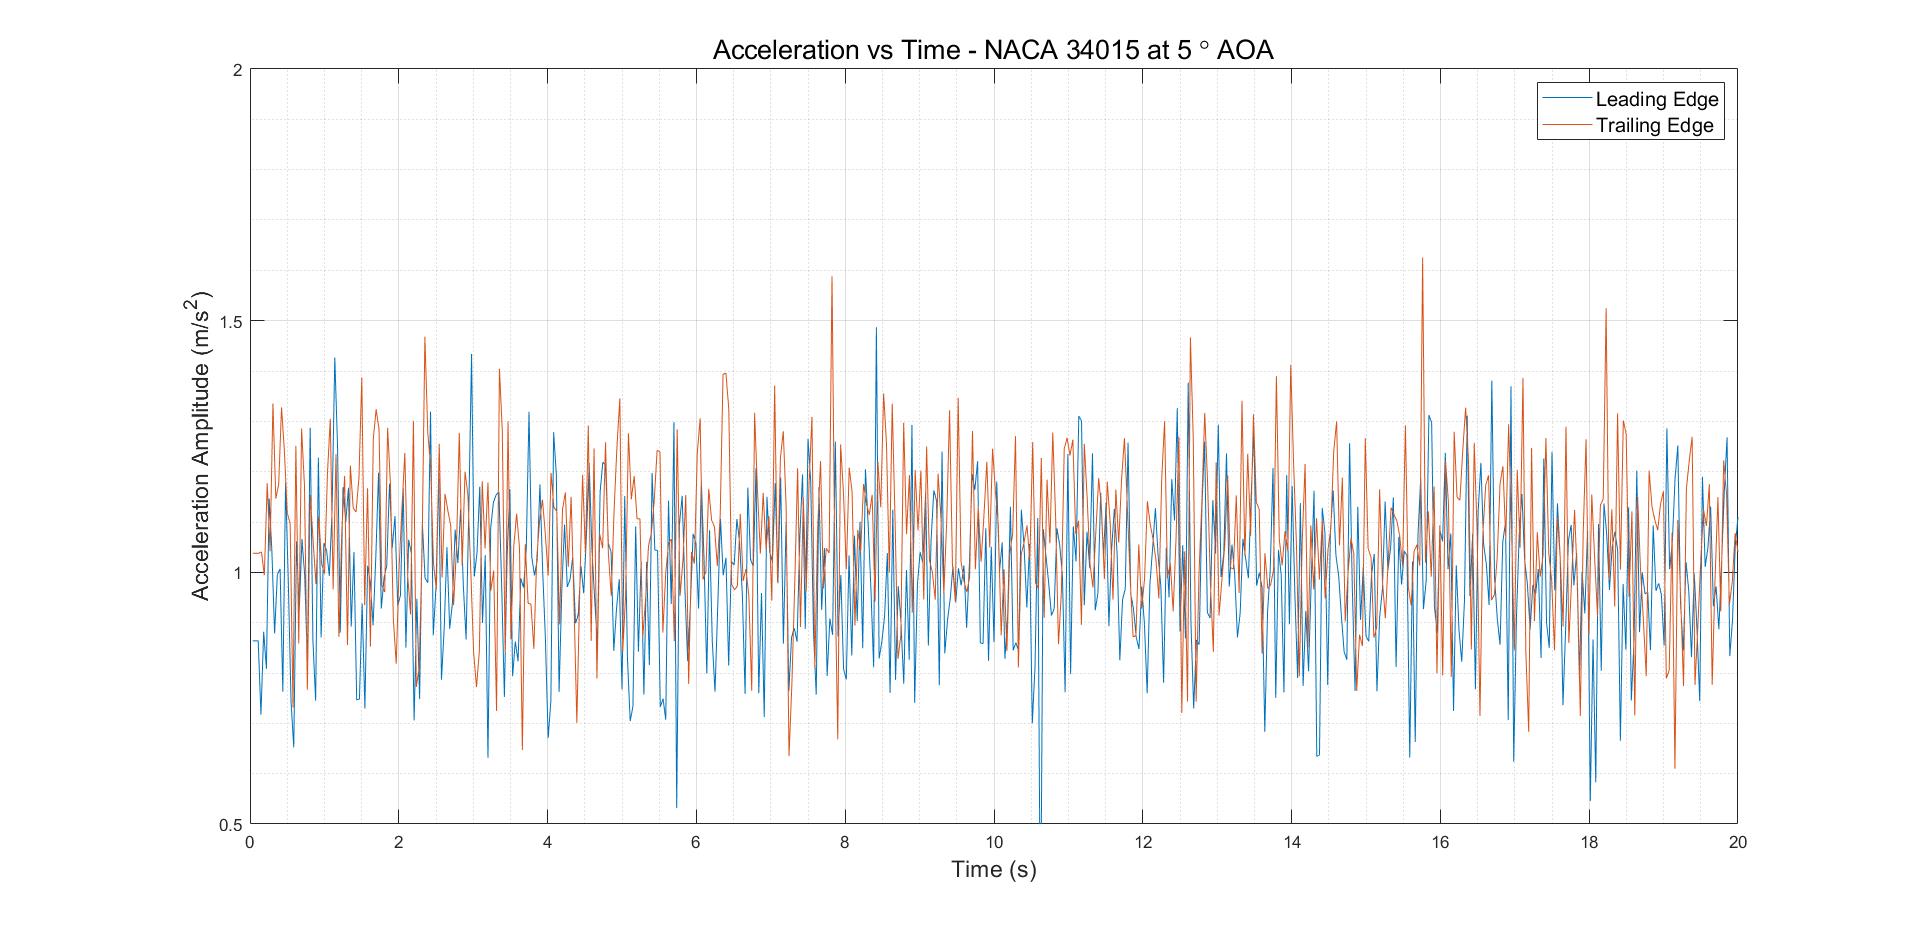 Acceleration vs Time - NACA 34015 at 5 ° AOA
Leading Edge
Trailing Edge
Acceleration Amplitude (m/s²)
2
1.5
1
0.5
0 2 4 6 8 10 12 14 16 18 20
Time (s)